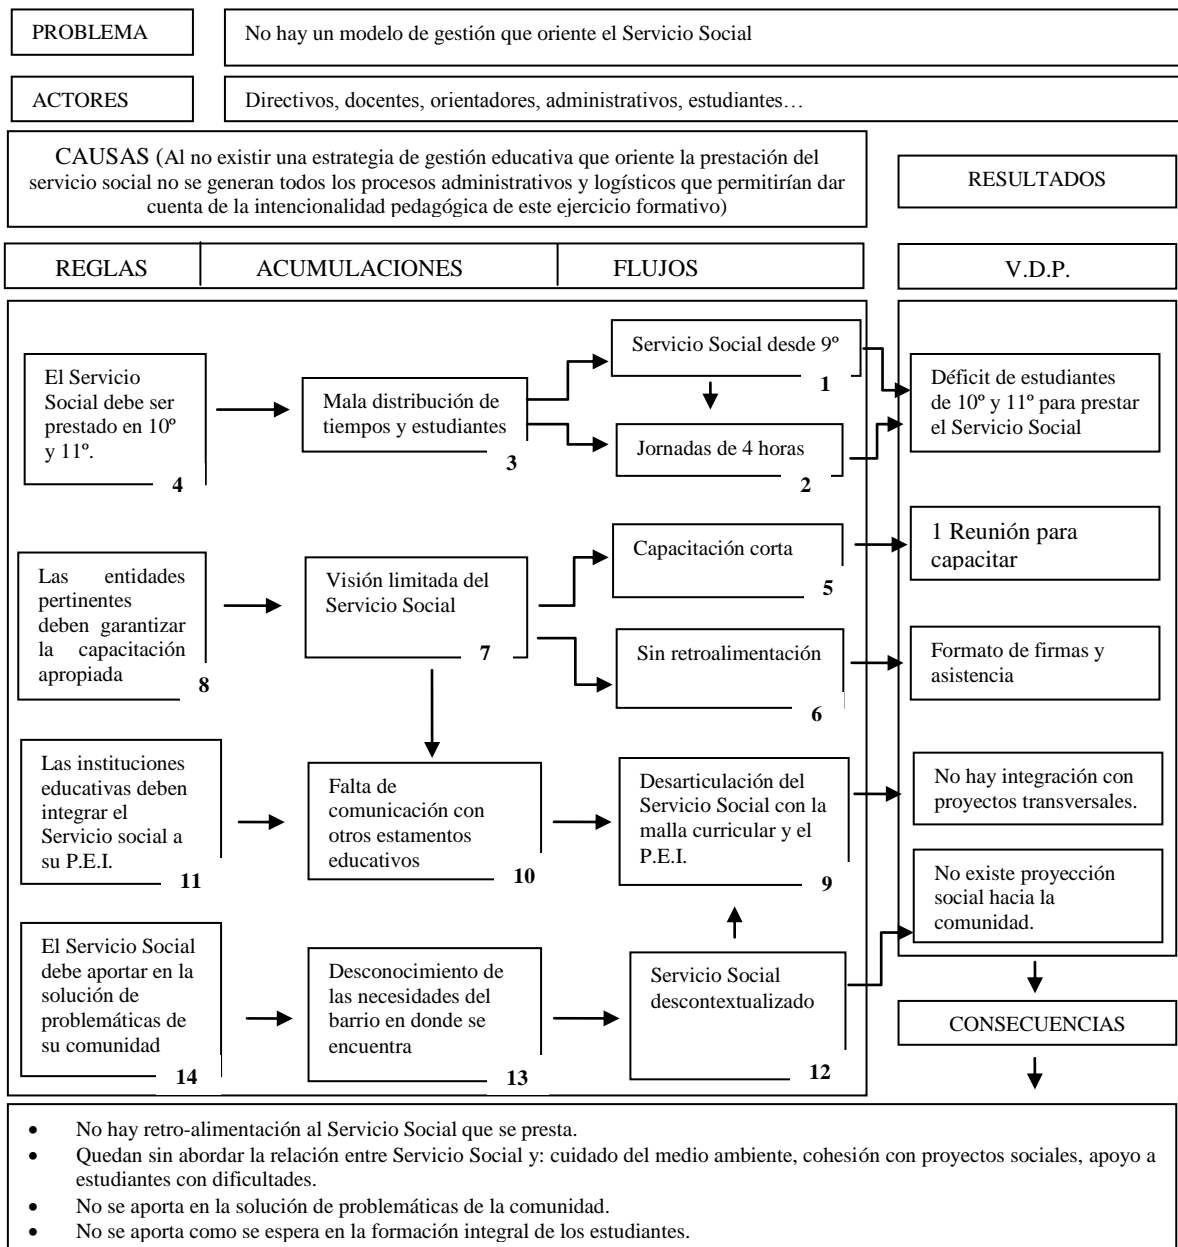 PROBLEMA
No hay un modelo de gestión que oriente el Servicio Social
ACTORES
Directivos, docentes, orientadores, administrativos, estudiantes…
CAUSAS (Al no existir una estrategia de gestión educativa que oriente la prestación del
servicio social no se generan todos los procesos administrativos y logísticos que permitirían dar
cuenta de la intencionalidad pedagógica de este ejercicio formativo)
RESULTADOS
REGLAS
ACUMULACIONES
FLUJOS
V.D.P.
El Servicio
Social debe ser
prestado en 10º
y 11º.
4
Mala distribución de
tiempos y estudiantes
3
Servicio Social desde 9º
1
Jornadas de 4 horas
2
Déficit de estudiantes
de 10º y 11º para prestar
el Servicio Social
Las entidades
pertinentes
deben garantizar
la capacitación
apropiada
8
Visión limitada del
Servicio Social
7
Capacitación corta
5
Sin retroalimentación
6
1 Reunión para
capacitar
Formato de firmas y
asistencia
Las instituciones
educativas deben
integrar el
Servicio social a
su P.E.I.
11
Falta de
comunicación con
otros estamentos
educativos
10
Desarticulación del
Servicio Social con la
malla curricular y el
P.E.I.
9
No hay integración con
proyectos transversales.
No existe proyección
social hacia la
comunidad.
El Servicio Social
debe aportar en la
solución de
problemáticas de
su comunidad
14
Desconocimiento de
las necesidades del
barrio en donde se
encuentra
13
Servicio Social
descontextualizado
12
CONSECUENCIAS
• No hay retro-alimentación al Servicio Social que se presta.
• Quedan sin abordar la relación entre Servicio Social y: cuidado del medio ambiente, cohesión con proyectos sociales, apoyo a
estudiantes con dificultades.
• No se aporta en la solución de problemáticas de la comunidad.
• No se aporta como se espera en la formación integral de los estudiantes.